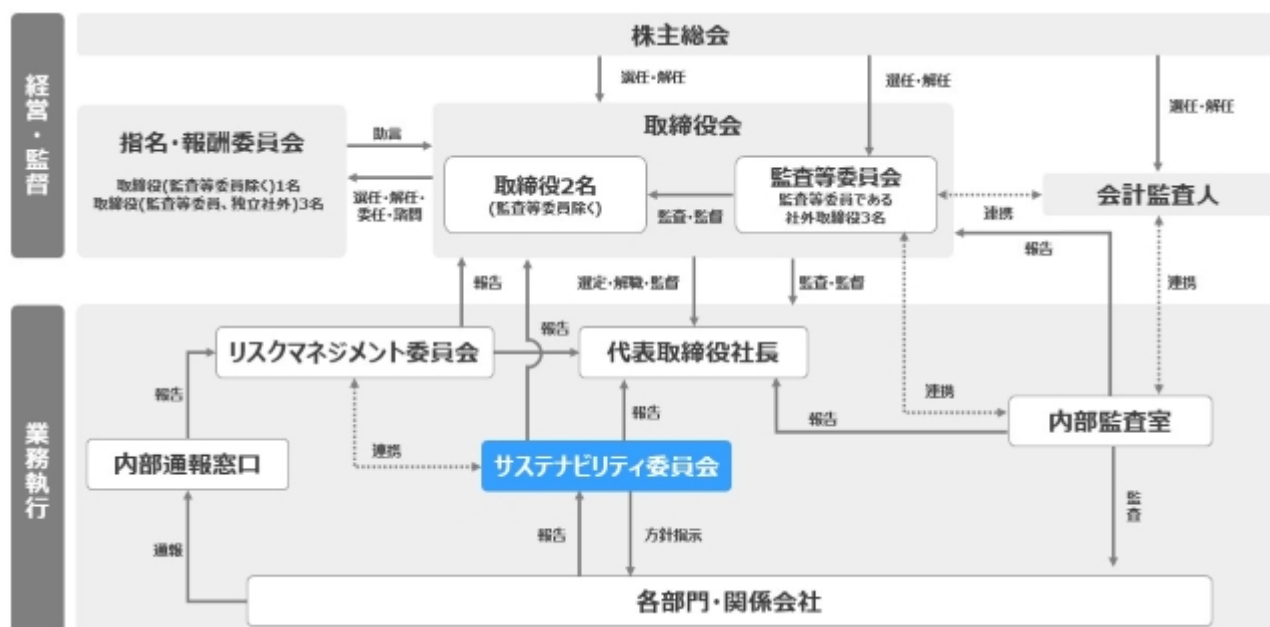 株主総会
経営・監督
選任・解任
選任・解任
選任・解任
取締役会
指名・報酬委員会
取締役(監査等委員除く)1名
取締役(監査等委員、独立社外)3名
助言
選任・解任・
委任・諮問
取締役2名
(監査等委員除く)
監査・監督
監査等委員会
監査等委員である
社外取締役3名
連携
会計監査人
報告
連携
報告
選定・解職・監督
監査・監督
業務執行
リスクマネジメント委員会
報告
代表取締役社長
報告
報告
連携
報告
内部監査室
内部通報窓口
連携
サステナビリティ委員会
監査
通報
報告
方針指示
各部門・関係会社